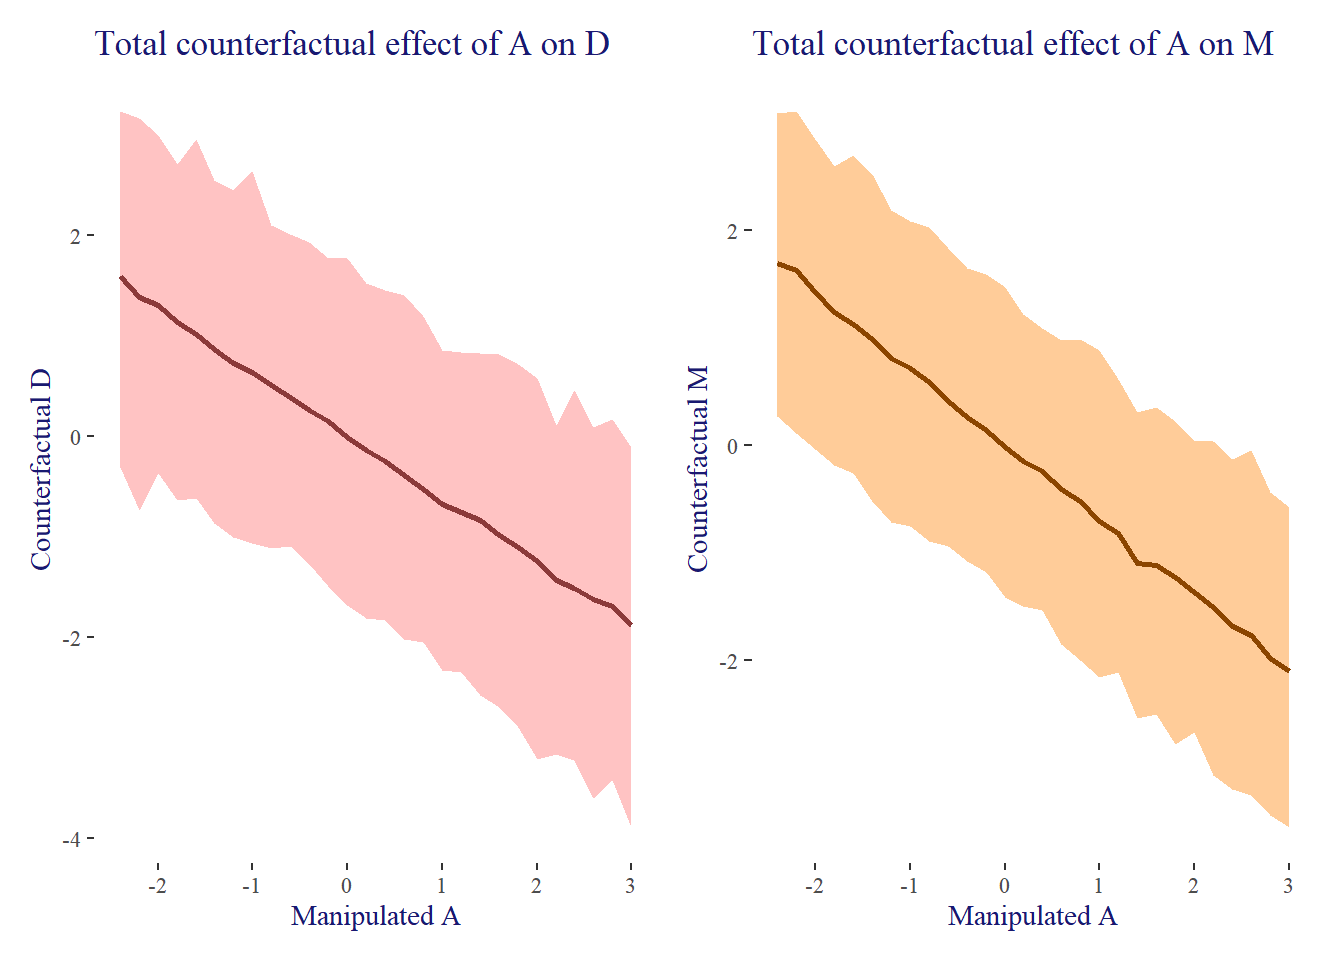 Total counterfactual effect of A on D
Counterfactual D
2
0
-2
-4
-2 -1 0 1 2 3
Manipulated A
Total counterfactual effect of A on M
Counterfactual M
2
0
-2
-2 -1 0 1 2 3
Manipulated A